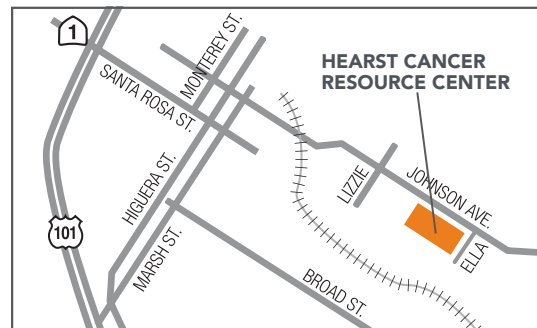 1
MONTEREY ST.
SANTA ROSA ST.
HEARST CANCER
RESOURCE CENTER
HIGUERA ST.
LIZZIE
JOHNSON AVE.
101
MARSH ST.
ELLA
BROAD ST.